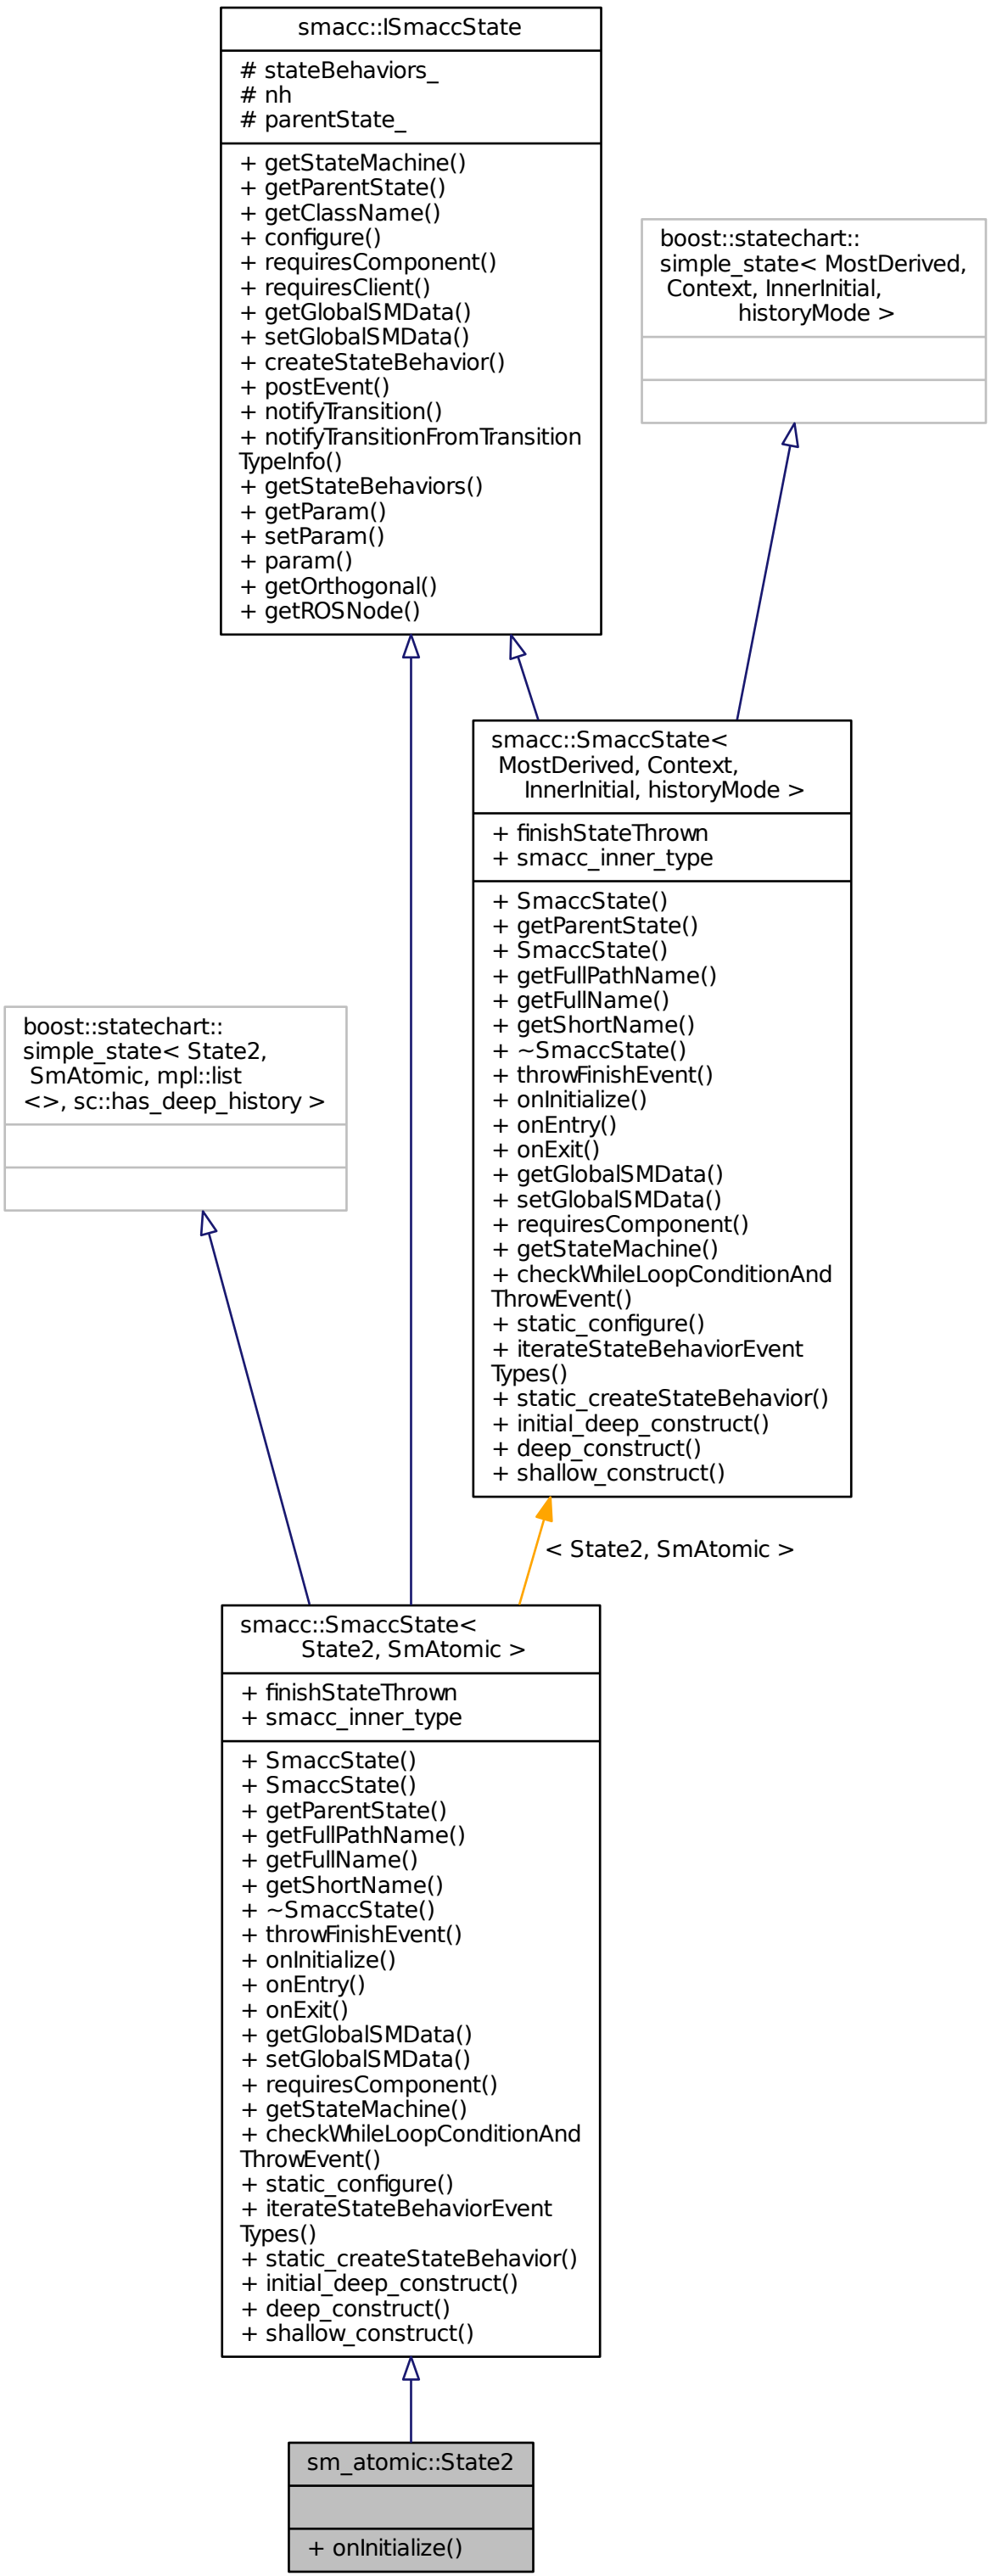 smacc::ISmaccState
# stateBehaviors_
# nh
# parentState_
+ getStateMachine()
+ getParentState()
+ getClassName()
+ configure()
+ requiresComponent()
+ requiresClient()
+ getGlobalSMData()
+ setGlobalSMData()
+ createStateBehavior()
+ postEvent()
+ notifyTransition()
+ notifyTransitionFromTransition
TypeInfo()
+ getStateBehaviors()
+ getParam()
+ setParam()
+ param()
+ getOrthogonal()
+ getROSNode()
boost::statechart::
simple_state< MostDerived,
Context, InnerInitial,
historyMode >
smacc::SmaccState<
MostDerived, Context,
InnerInitial, historyMode >
+ finishStateThrown
+ smacc_inner_type
+ SmaccState()
+ getParentState()
+ SmaccState()
+ getFullPathName()
+ getFullName()
+ getShortName()
+ ~SmaccState()
+ throwFinishEvent()
+ onInitialize()
+ onEntry()
+ onExit()
+ getGlobalSMData()
+ setGlobalSMData()
+ requiresComponent()
+ getStateMachine()
+ checkWhileLoopConditionAnd
ThrowEvent()
+ static_configure()
+ iterateStateBehaviorEvent
Types()
+ static_createStateBehavior()
+ initial_deep_construct()
+ deep_construct()
+ shallow_construct()
boost::statechart::
simple_state< State2,
SmAtomic, mpl::list
<>, sc::has_deep_history >
< State2, SmAtomic >
smacc::SmaccState<
State2, SmAtomic >
+ finishStateThrown
+ smacc_inner_type
+ SmaccState()
+ SmaccState()
+ getParentState()
+ getFullPathName()
+ getFullName()
+ getShortName()
+ ~SmaccState()
+ throwFinishEvent()
+ onInitialize()
+ onEntry()
+ onExit()
+ getGlobalSMData()
+ setGlobalSMData()
+ requiresComponent()
+ getStateMachine()
+ checkWhileLoopConditionAnd
ThrowEvent()
+ static_configure()
+ iterateStateBehaviorEvent
Types()
+ static_createStateBehavior()
+ initial_deep_construct()
+ deep_construct()
+ shallow_construct()
sm_atomic::State2
+ onInitialize()